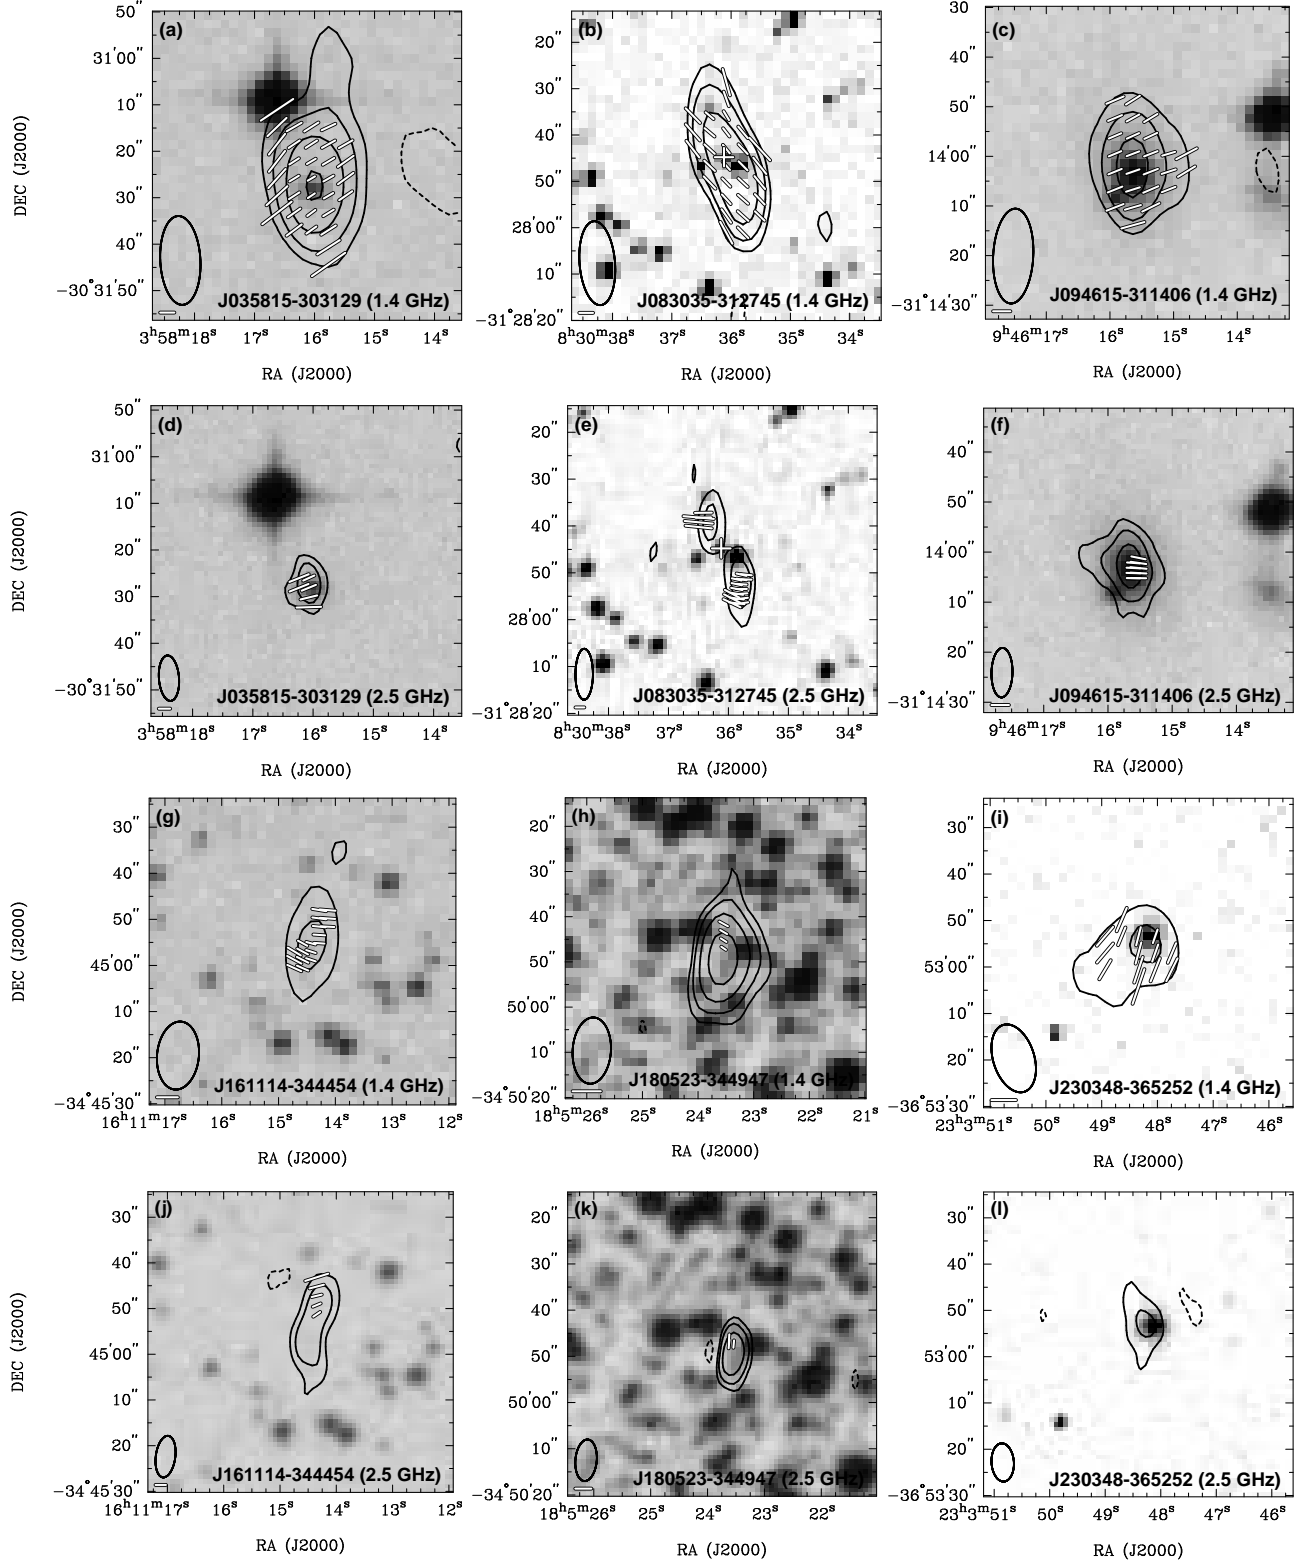 (a)
31'00"
10"
20"
30"
40"
−30°31'50"
J035815-303129 (1.4 GHz)
3ʰ58ᵐ18ˢ 17ˢ 16ˢ 15ˢ 14ˢ
RA (J2000)
DEC (J2000)
(b)
20"
30"
40"
50"
28'00"
10"
−31°28'20"
J083035-312745 (1.4 GHz)
8ʰ30ᵐ38ˢ 37ˢ 36ˢ 35ˢ 34ˢ
RA (J2000)
(c)
30
40"
50"
14'00"
10"
20"
−31°14'30"
J094615-311406 (1.4 GHz)
9ʰ46ᵐ17ˢ 16ˢ 15ˢ 14ˢ
RA (J2000)
(d)
50"
31'00"
10"
20"
30"
40"
−30°31'50"
J035815-303129 (2.5 GHz)
3ʰ58ᵐ18ˢ 17ˢ 16ˢ 15ˢ 14ˢ
RA (J2000)
DEC (J2000)
(e)
20"
30"
40"
50"
28'00"
10"
−31°28'20"
J083035-312745 (2.5 GHz)
8ʰ30ᵐ38ˢ 37ˢ 36ˢ 35ˢ 34ˢ
RA (J2000)
(f)
40"
50"
14'00"
10"
20"
−31°14'30"
J094615-311406 (2.5 GHz)
9ʰ46ᵐ17ˢ 16ˢ 15ˢ 14ˢ
RA (J2000)
(g)
30"
40"
50"
45'00"
10"
20"
−34°45'30"
J161114-344454 (1.4 GHz)
16ʰ11ᵐ17ˢ 16ˢ 15ˢ 14ˢ 13ˢ 12ˢ
RA (J2000)
DEC (J2000)
(h)
20"
30"
40"
50"
50'00"
10"
−34°50'20"
J180523-344947 (1.4 GHz)
18ʰ5ᵐ26ˢ 25ˢ 24ˢ 23ˢ 22ˢ 21ˢ
RA (J2000)
(i)
30"
40"
50"
53'00"
10"
20"
−36°53'30"
J230348-365252 (1.4 GHz)
23ʰ3ᵐ51ˢ 50ˢ 49ˢ 48ˢ 47ˢ 46ˢ
RA (J2000)
(j)
30"
40"
50"
45'00"
10"
20"
−34°45'30"
J161114-344454 (2.5 GHz)
16ʰ11ᵐ17ˢ 16ˢ 15ˢ 14ˢ 13ˢ 12ˢ
RA (J2000)
DEC (J2000)
(k)
20"
30"
40"
50"
50'00"
10"
−34°50'20"
J180523-344947 (2.5 GHz)
18ʰ5ᵐ26ˢ 25ˢ 24ˢ 23ˢ 22ˢ
RA (J2000)
(l)
30"
40"
50"
53'00"
10"
20"
−36°53'30"
J230348-365252 (2.5 GHz)
23ʰ3ᵐ51ˢ 50ˢ 49ˢ 48ˢ 47ˢ 46ˢ
RA (J2000)